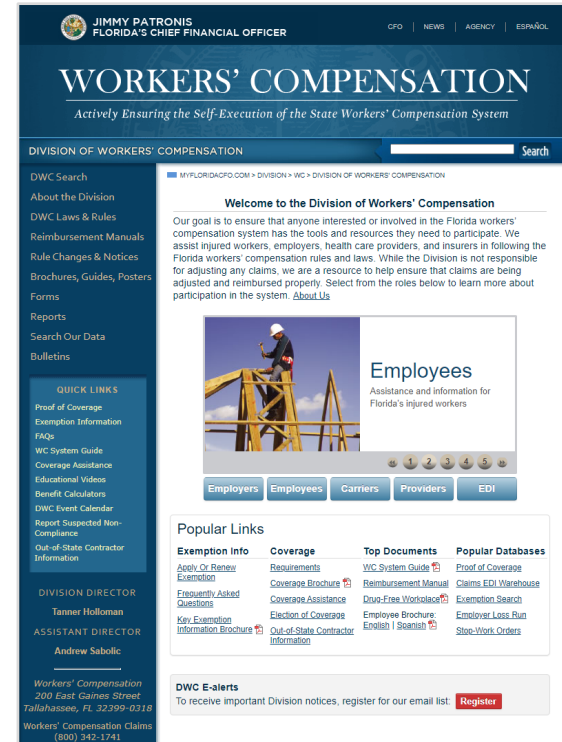 JIMMY PATRONIS
FLORIDA'S CHIEF FINANCIAL OFFICER
CFO | NEWS | AGENCY | ESPAÑOL
WORKERS' COMPENSATION
Actively Ensuring the Self-Execution of the State Workers' Compensation System
DIVISION OF WORKERS' COMPENSATION
Search
DWC Search
About the Division
DWC Laws & Rules
Reimbursement Manuals
Rule Changes & Notices
Brochures, Guides, Posters
Forms
Reports
Search Our Data
Bulletins
QUICK LINKS
Proof of Coverage
Exemption Information
FAQs
WC System Guide
Coverage Assistance
Educational Videos
Benefit Calculators
DWC Event Calendar
Report Suspected Non-
Compliance
Out-of-State Contractor
Information
DIVISION DIRECTOR
Tanner Holloman
ASSISTANT DIRECTOR
Andrew Sabolic
Workers' Compensation
200 East Gaines Street
Tallahassee, FL 32399-0318
Workers' Compensation Claims
(800) 342-1741
MYFLORIDACFO.COM > DIVISION > WC > DIVISION OF WORKERS' COMPENSATION
Welcome to the Division of Workers' Compensation
Our goal is to ensure that anyone interested or involved in the Florida workers'
compensation system has the tools and resources they need to participate. We
assist injured workers, employers, health care providers, and insurers in following the
Florida workers' compensation rules and laws. While the Division is not responsible
for adjusting any claims, we are a resource to help ensure that claims are being
adjusted and reimbursed properly. Select from the roles below to learn more about
participation in the system. About Us
Employees
Assistance and information for
Florida's injured workers
1 2 3 4 5
Employers Employees Carriers Providers EDI
Popular Links
Exemption Info
Apply Or Renew
Exemption
Frequently Asked
Questions
Key Exemption
Information Brochure
Coverage
Requirements
Coverage Brochure
Coverage Assistance
Election of Coverage
Out-of-State Contractor
Information
Top Documents
WC System Guide
Reimbursement Manual
Drug-Free Workplace
Employee Brochure:
English | Spanish
Popular Databases
Proof of Coverage
Claims EDI Warehouse
Exemption Search
Employer Loss Run
Stop-Work Orders
DWC E-alerts
To receive important Division notices, register for our email list: Register